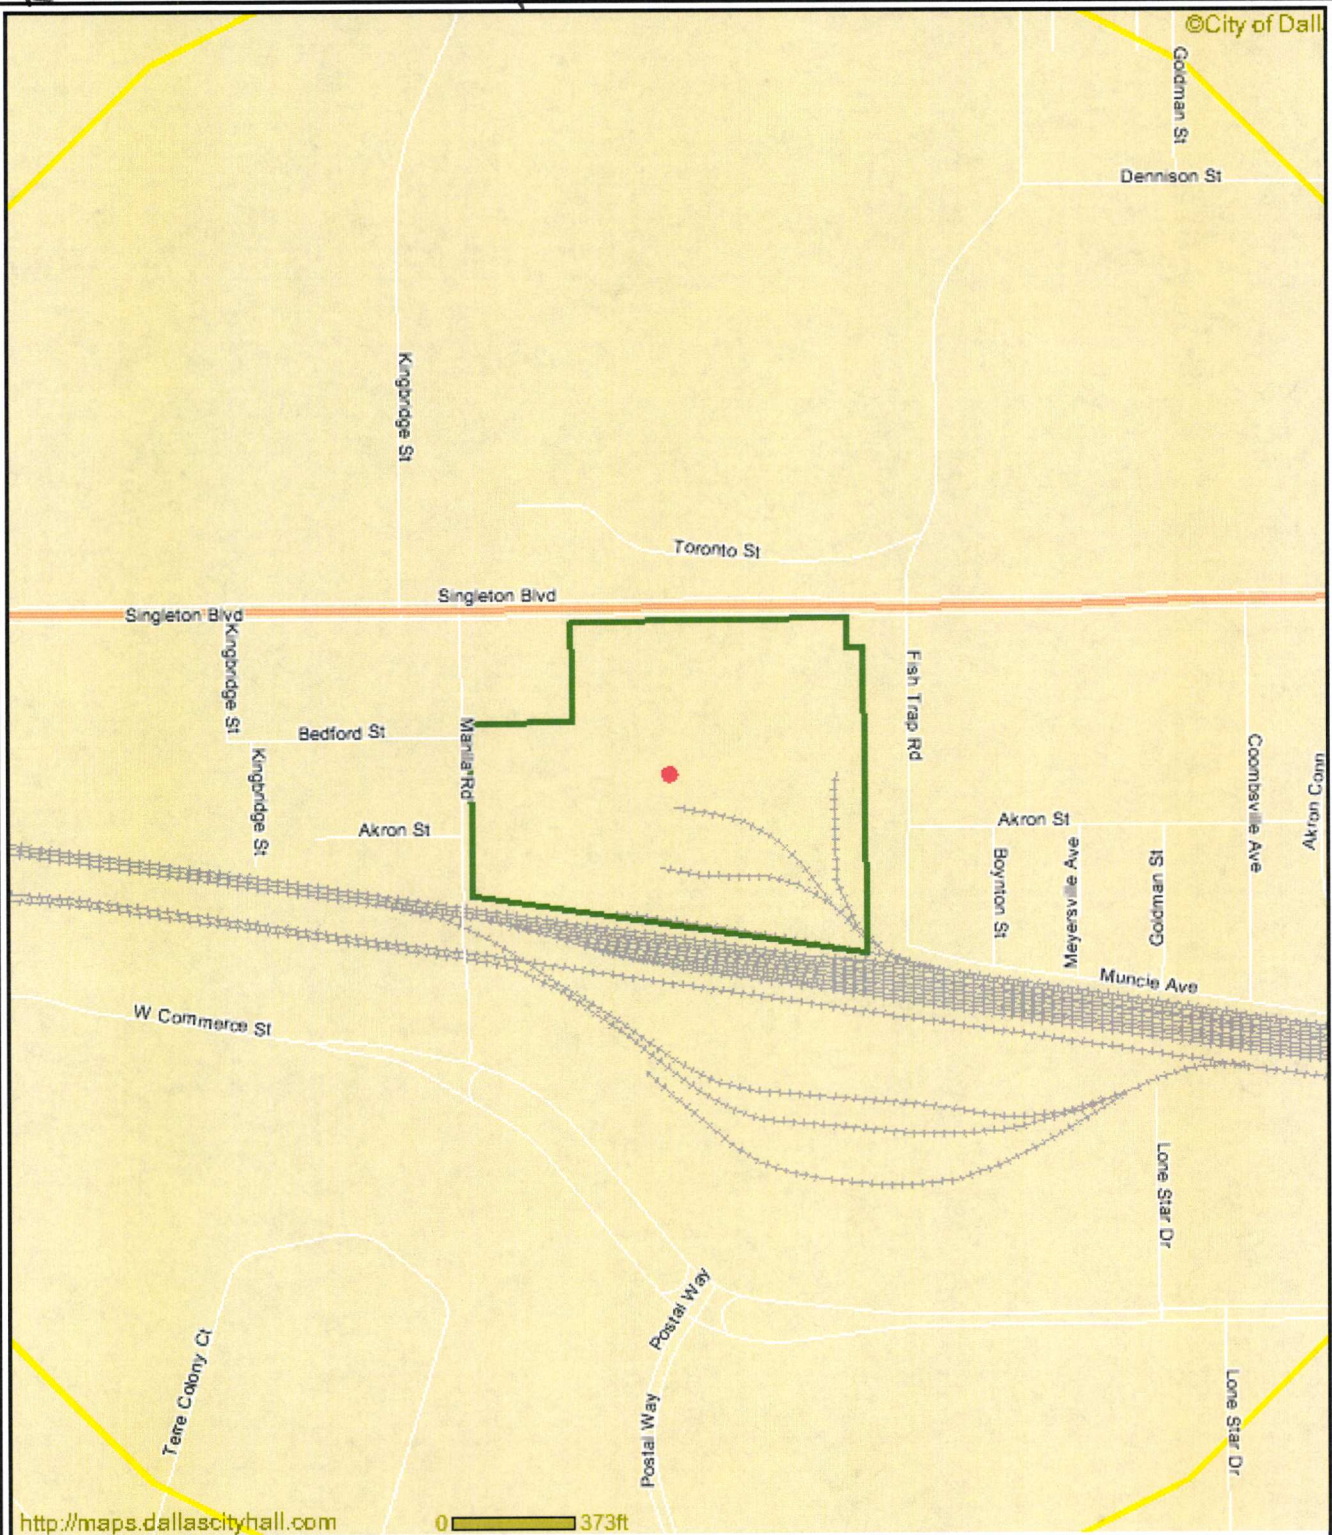 ©City of Dall
Goldman St
Dennison St
Kingbridge St
Toronto St
Singleton Blvd
Singleton Blvd
Kingbridge St
Fish Trap Rd
Bedford St
Manila Rd
Kingbridge St
Coombsville Ave
Akron Conn
Akron St
Akron St
Boynton St
Meyersville Ave
Goldman St
Muncie Ave
W Commerce St
Lone Star Dr
Postal Way
Terre Colony Ct
Postal Way
Lone Star Dr
http://maps.dallascityhall.com
0 373ft